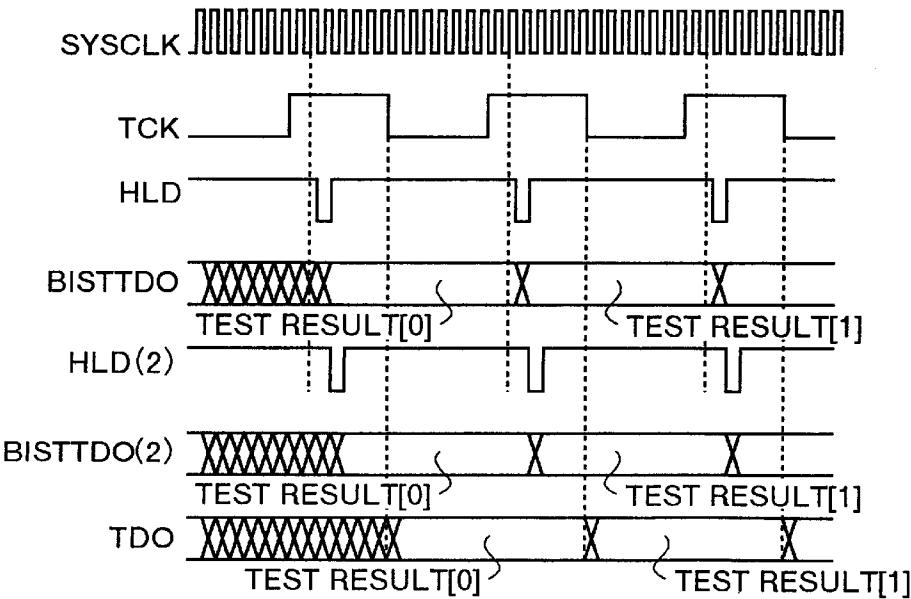 SYSCLK
TCK
HLD
BISTTDO
TEST RESULT[0] TEST RESULT[1]
HLD(2)
BISTTDO(2)
TEST RESULT[0] TEST RESULT[1]
TDO
TEST RESULT[0] TEST RESULT[1]